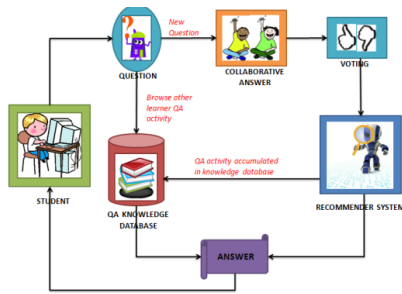 New
Question
QUESTION
COLLABORATIVE
ANSWER
VOTING
Browse other
learner QA
activity
QA activity accumulated
in knowledge database
STUDENT
QA KNOWLEDGE
DATABASE
RECOMMENDER SYSTEM
ANSWER